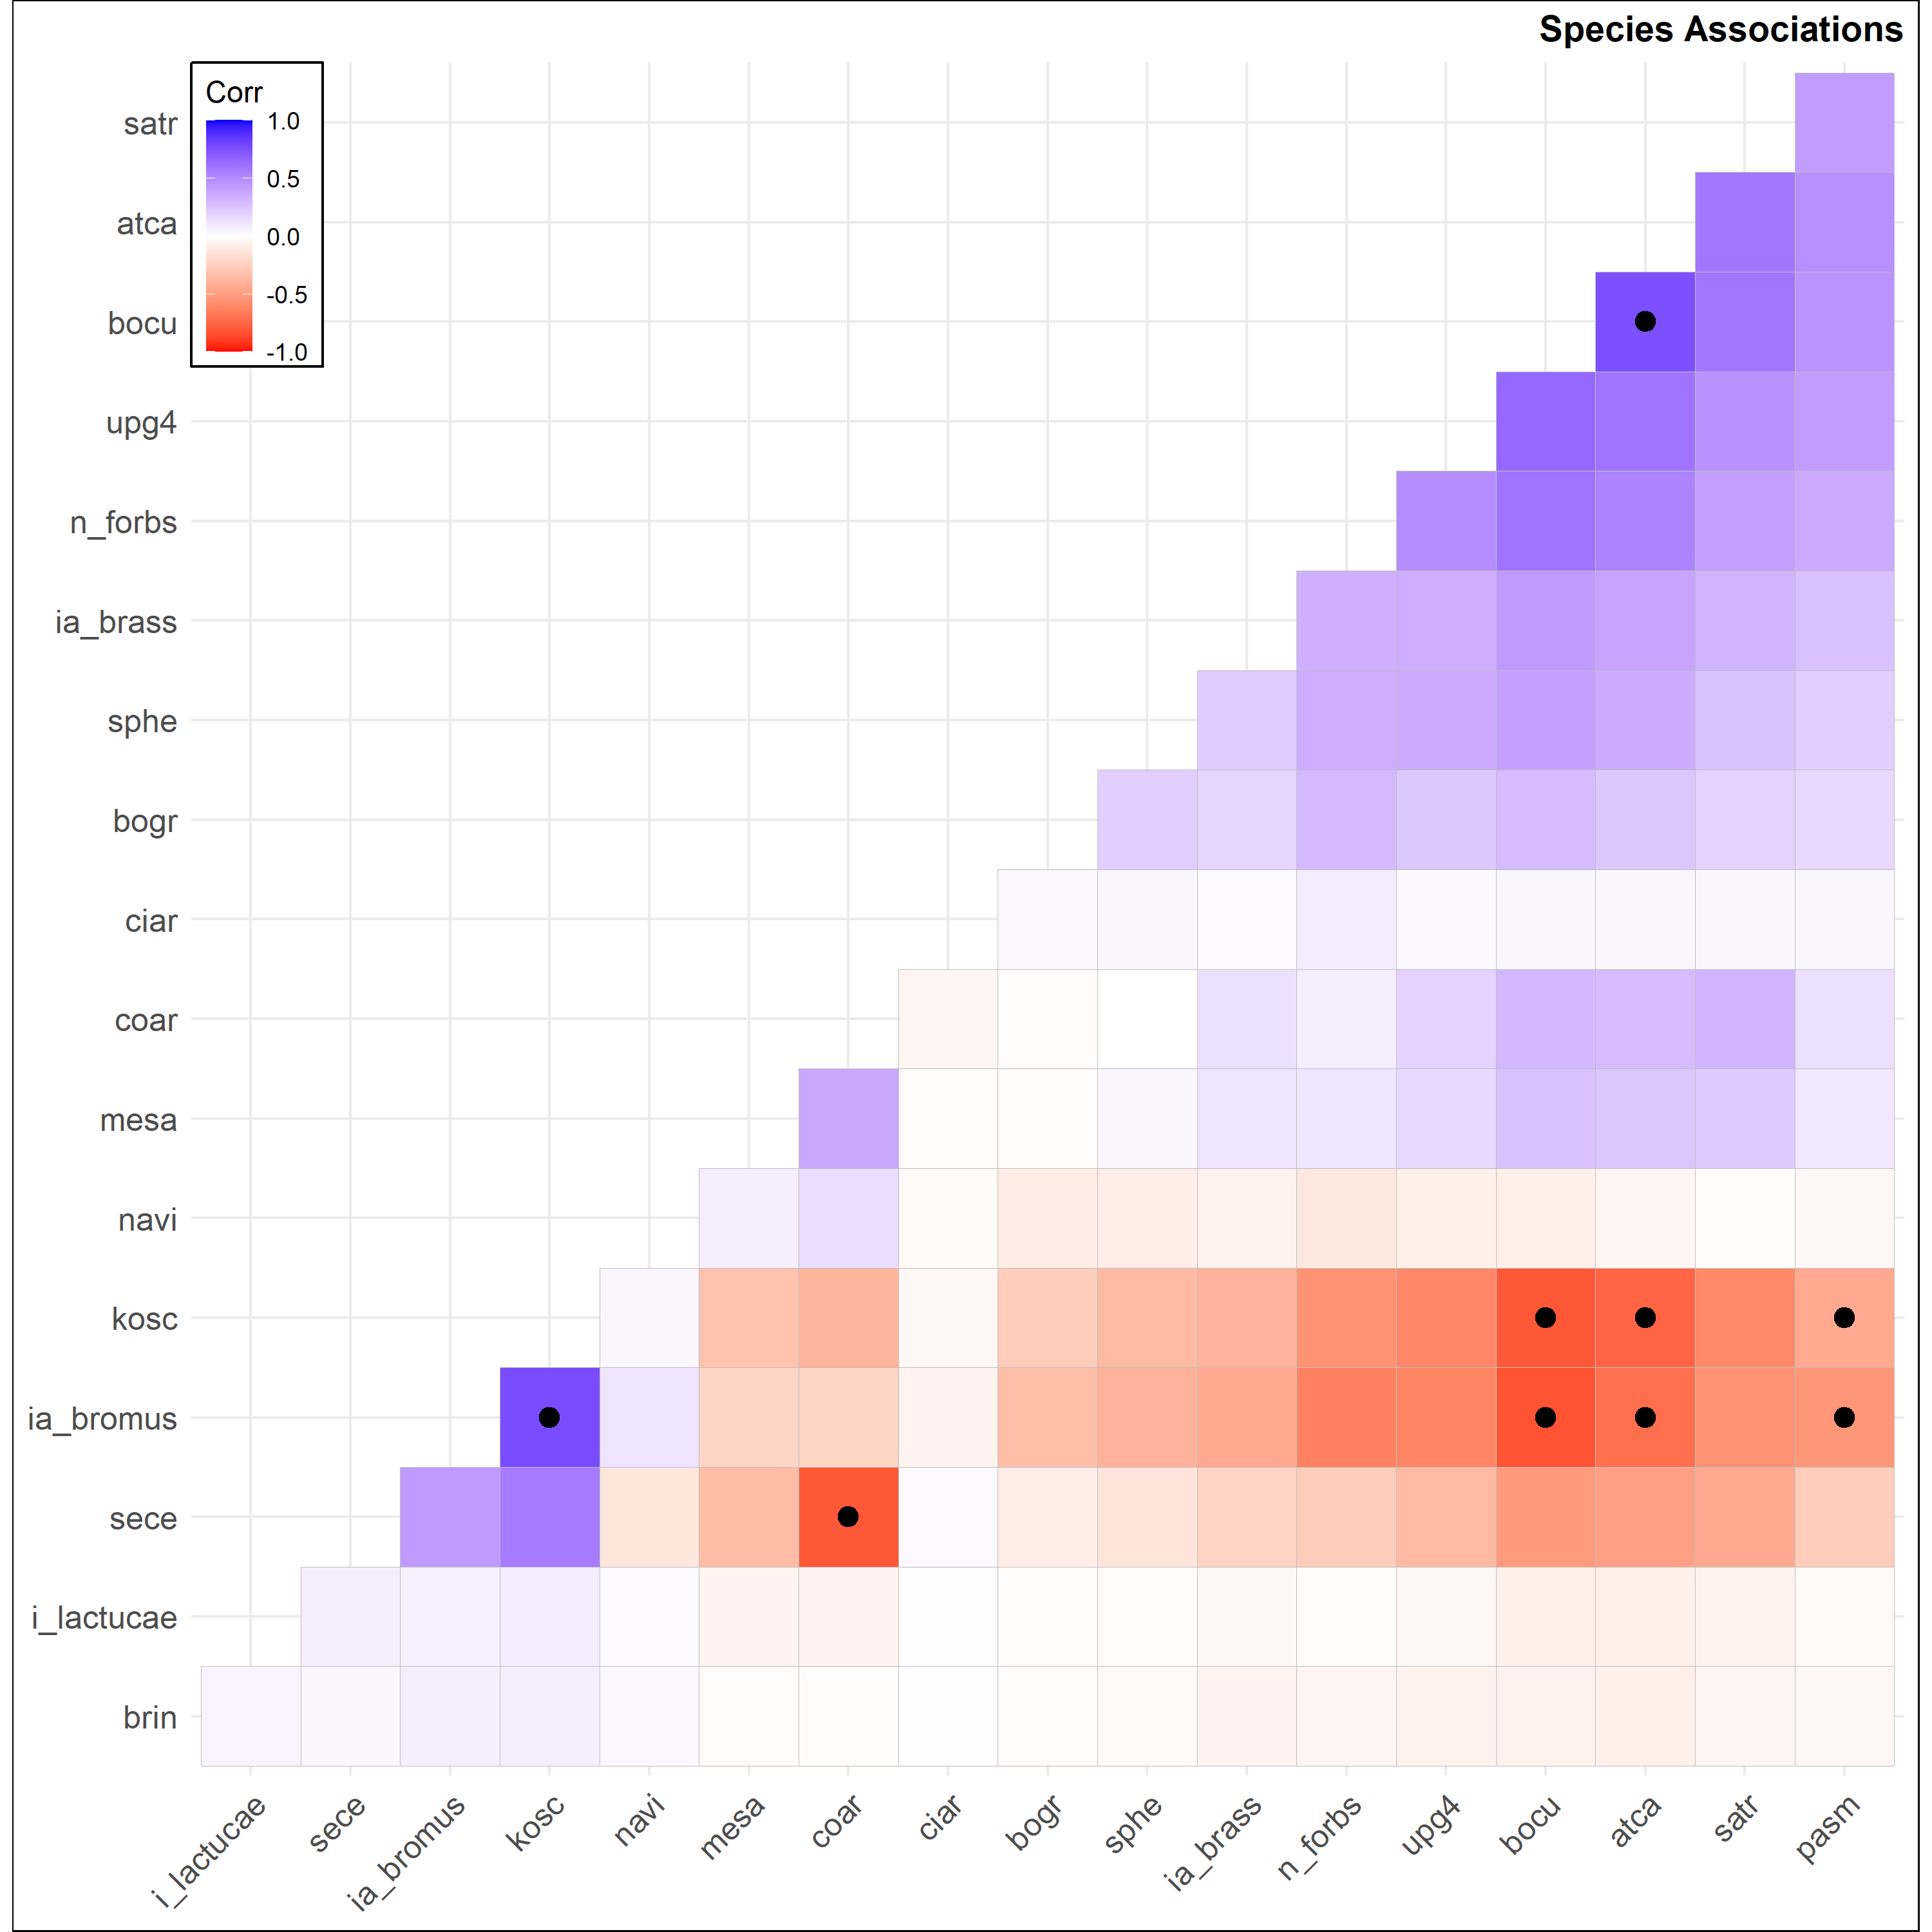 Species Associations
Corr
1.0
0.5
0.0
-0.5
-1.0
satr
atca
bocu
upg4
n_forbs
ia_brass
sphe
bogr
ciar
coar
mesa
navi
kosc
ia_bromus
sece
i_lactucae
brin
i_lactucae
sece
ia_bromus
kosc
navi
mesa
coar
ciar
bogr
sphe
ia_brass
n_forbs
upg4
bocu
atca
satr
pasm